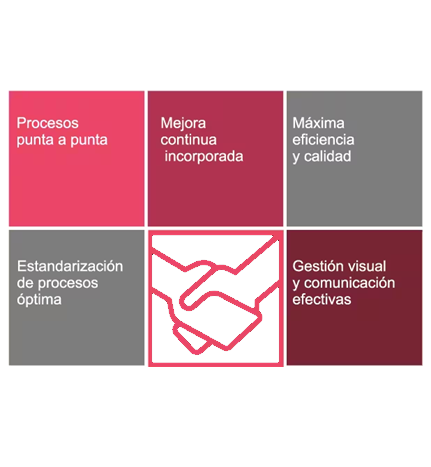 Procesos
punta a punta
Mejora
continua
incorporada
Máxima
eficiencia
y calidad
Estandarización
de procesos
óptima
Gestión visual
y comunicación
efectivas